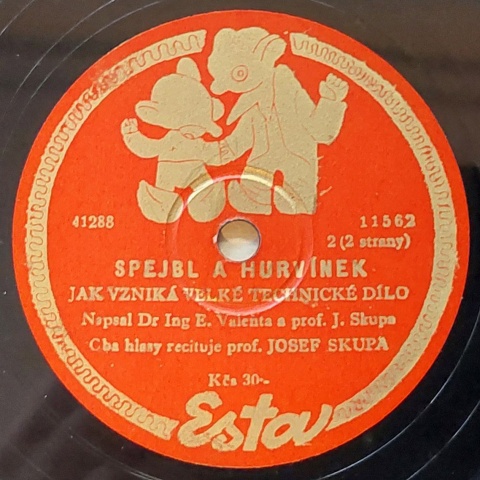 41288
11562
2 (2 strany)
SPEJBL A HURVÍNEK
JAK VZNIKÁ VELKÉ TECHNICKÉ DÍLO
Napsal Dr Ing E. Valenta a prof. J. Skupa
Oba hlasy recituje prof. JOSEF SKUPA
Kčs 30·-
Esta